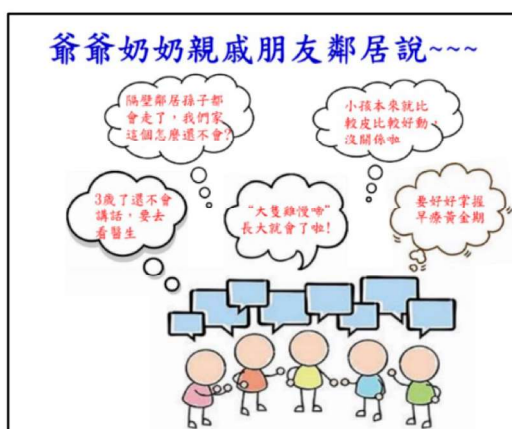 爺爺奶奶親戚朋友鄰居說~~~
隔壁鄰居孫子都
會走了，我們家
這個怎麼還不會?
小孩本來就比
較皮比較好動，
沒關係啦
3歲了還不會
講話，要去
看醫生
“大隻雞慢啼”
長大就會了啦!
要好好掌握
早療黃金期